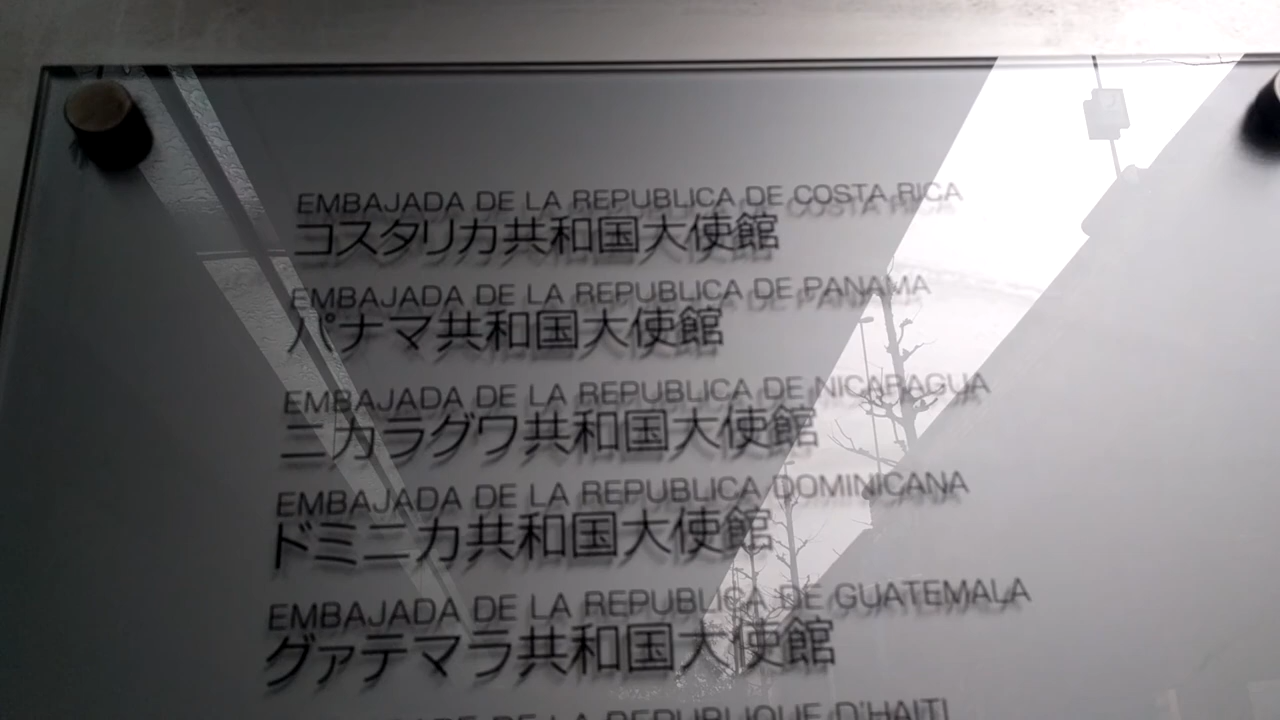 EMBAJADA DE LA REPUBLICA DE COSTA RICA
コスタリカ共和国大使館
EMBAJADA DE LA REPUBLICA DE PANAMA
パナマ共和国大使館
EMBAJADA DE LA REPUBLICA DE NICARAGUA
ニカラグワ共和国大使館
EMBAJADA DE LA REPUBLICA DOMINICANA
ドミニカ共和国大使館
EMBAJADA DE LA REPUBLICA DE GUATEMALA
グァテマラ共和国大使館
DE LA REPUBLIQUE D'HAITI